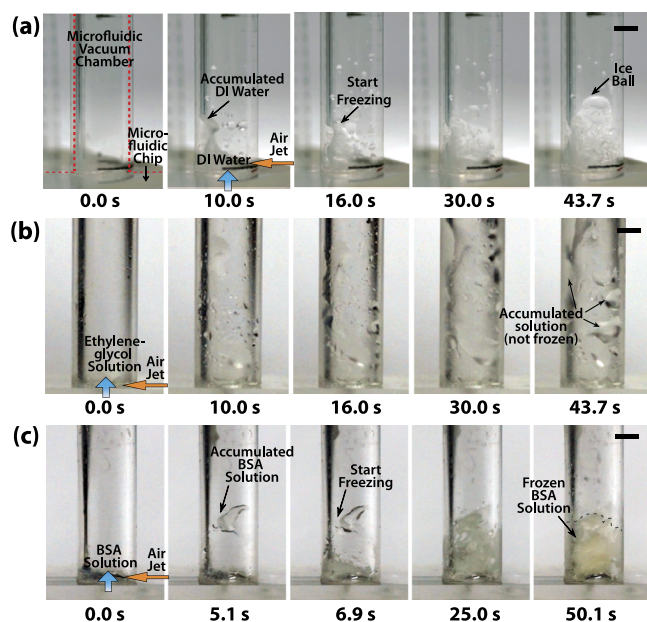 (a)
Microfluidic
Vacuum
Chamber
Micro-
fluidic
Chip
Accumulated
DI Water
DI Water
Air
Jet
Start
Freezing
Ice
Ball
0.0 s
10.0 s
16.0 s
30.0 s
43.7 s
(b)
Ethylene-
glycol
Solution
Air
Jet
Accumulated
solution
(not frozen)
0.0 s
10.0 s
16.0 s
30.0 s
43.7 s
(c)
BSA
Solution
Air
Jet
Accumulated
BSA
Solution
Start
Freezing
Frozen
BSA
Solution
0.0 s
5.1 s
6.9 s
25.0 s
50.1 s